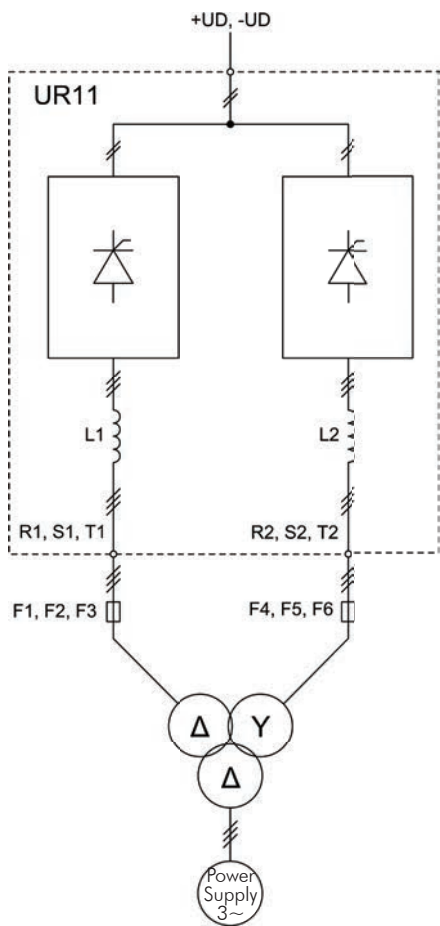 +UD, -UD
UR11
L1
L2
R1, S1, T1
R2, S2, T2
F1, F2, F3
F4, F5, F6
Δ
Y
Δ
Power
Supply
3~